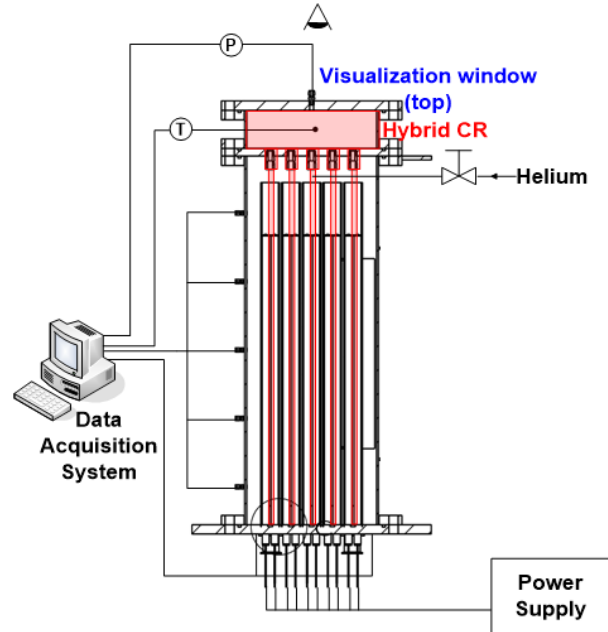 P
Visualization window
(top)
T
Hybrid CR
Helium
Data
Acquisition
System
Power
Supply